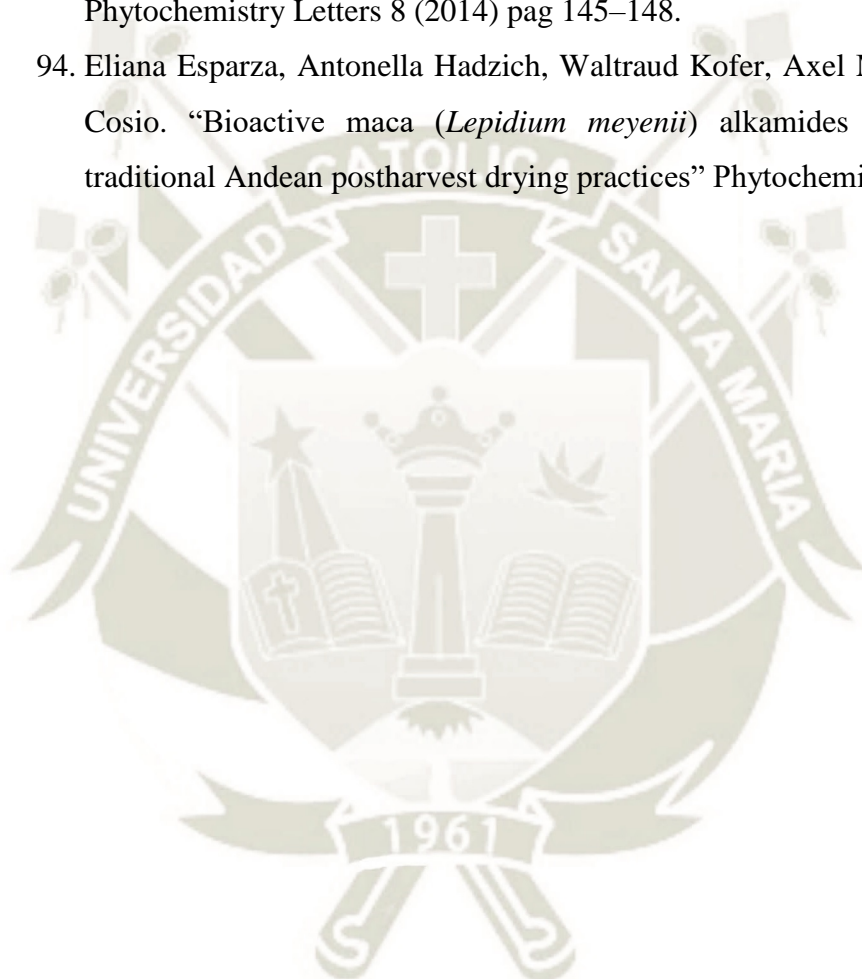 Phytochemistry Letters 8 (2014) pag 145–148.
94. Eliana Esparza, Antonella Hadzich, Waltraud Kofer, Axel
Cosio. “Bioactive maca (Lepidium meyenii) alkamides
traditional Andean postharvest drying practices”
CATOLICA
UNIVERSIDAD
SANTA MARIA
1961